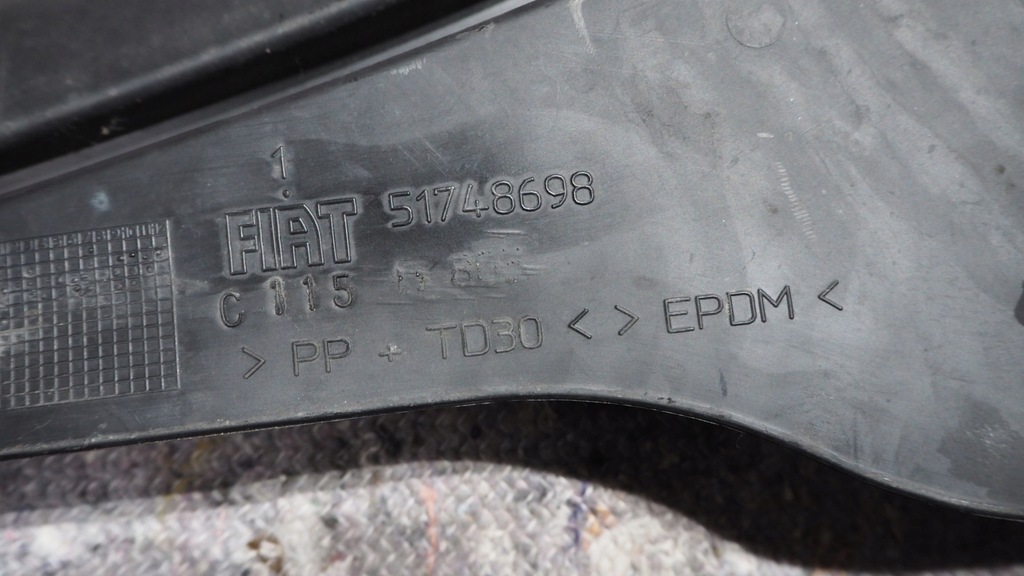 1
FIAT 51748698
C 115
> PP + TD30 < > EPDM <